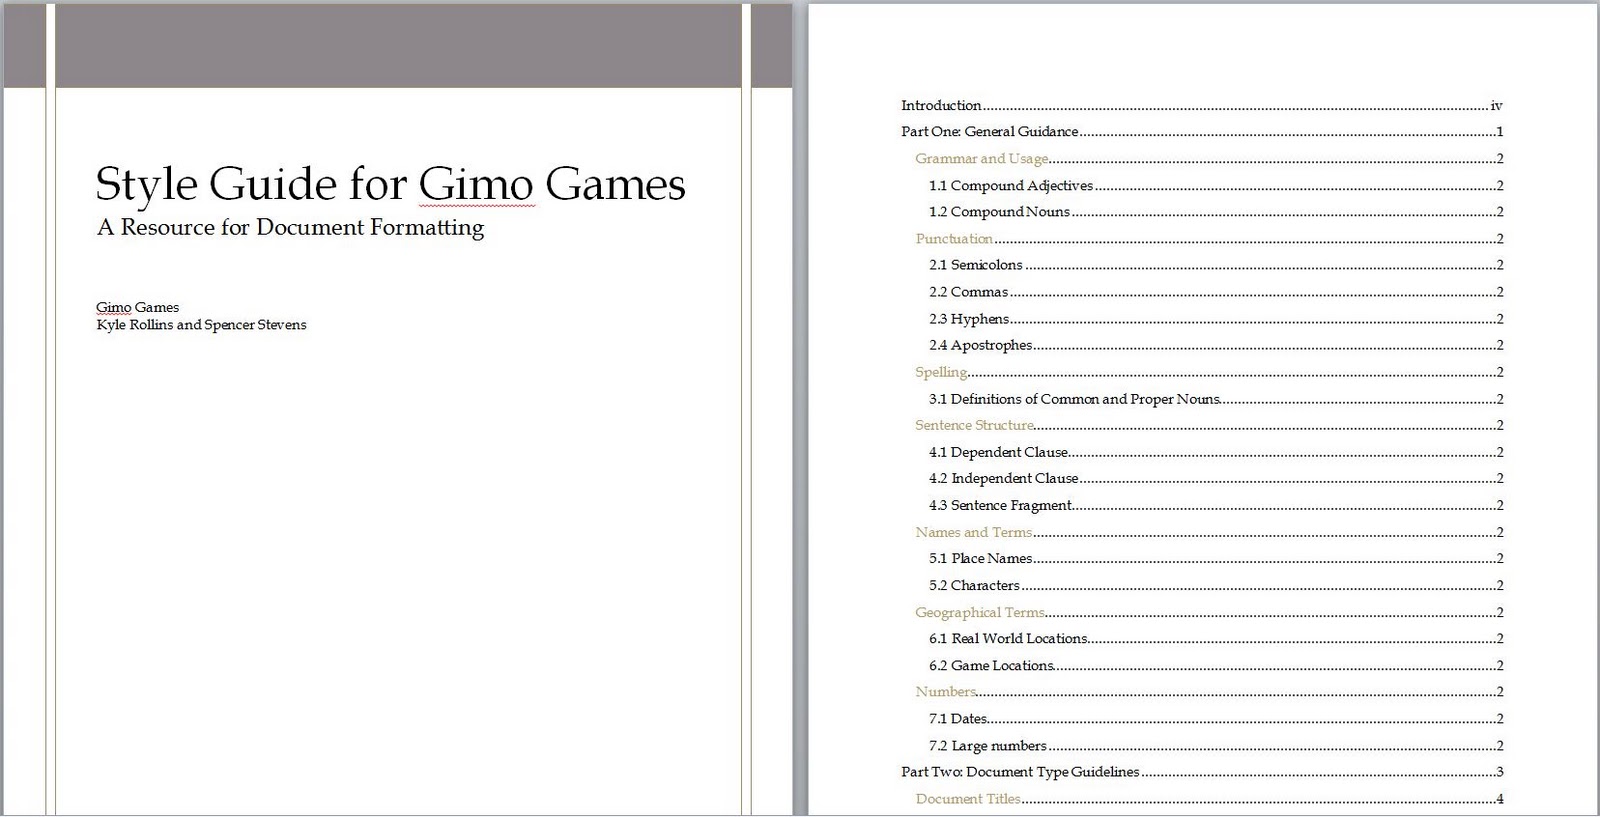 Style Guide for Gimo Games
A Resource for Document Formatting
Gimo Games
Kyle Rollins and Spencer Stevens
Introduction iv
Part One: General Guidance 1
Grammar and Usage 2
1.1 Compound Adjectives 2
1.2 Compound Nouns 2
Punctuation 2
2.1 Semicolons 2
2.2 Commas 2
2.3 Hyphens 2
2.4 Apostrophes 2
Spelling 2
3.1 Definitions of Common and Proper Nouns 2
Sentence Structure 2
4.1 Dependent Clause 2
4.2 Independent Clause 2
4.3 Sentence Fragment 2
Names and Terms 2
5.1 Place Names 2
5.2 Characters 2
Geographical Terms 2
6.1 Real World Locations 2
6.2 Game Locations 2
Numbers 2
7.1 Dates 2
7.2 Large numbers 2
Part Two: Document Type Guidelines 3
Document Titles 4